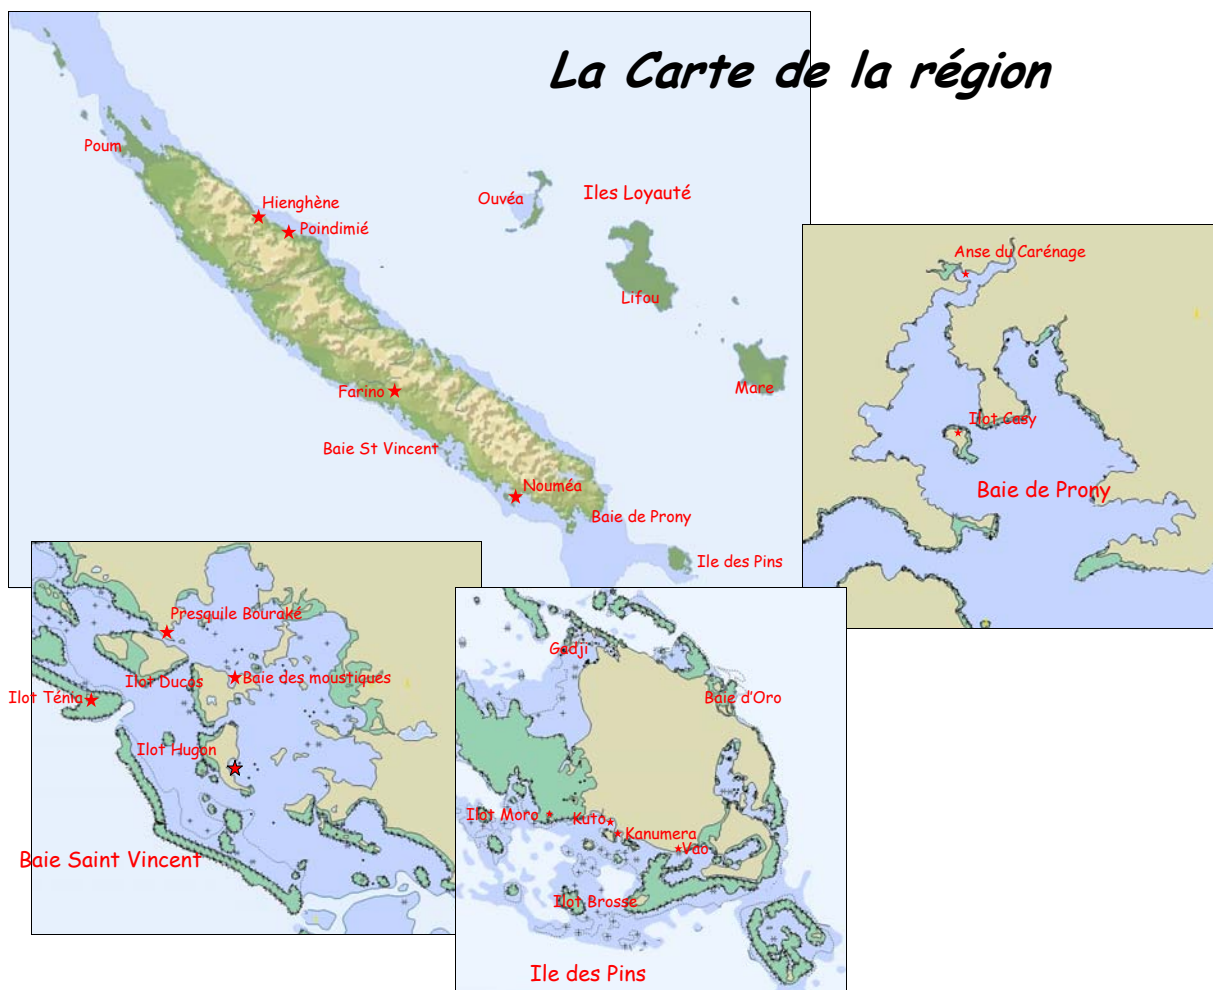 La Carte de la région
Poum
Hienghène
Poindimié
Ouvéa
Iles Loyauté
Lifou
Mare
Farino
Baie St Vincent
Nouméa
Baie de Prony
Ile des Pins
Anse du Carénage
Ilot Casy
Baie de Prony
Presquile Bouraké
Ilot Ducos
Baie des moustiques
Ilot Ténia
Ilot Hugon
Baie Saint Vincent
Gadji
Baie d'Oro
Ilot Moro
Kuto
Kanumera
Vao
Ilot Brosse
Ile des Pins